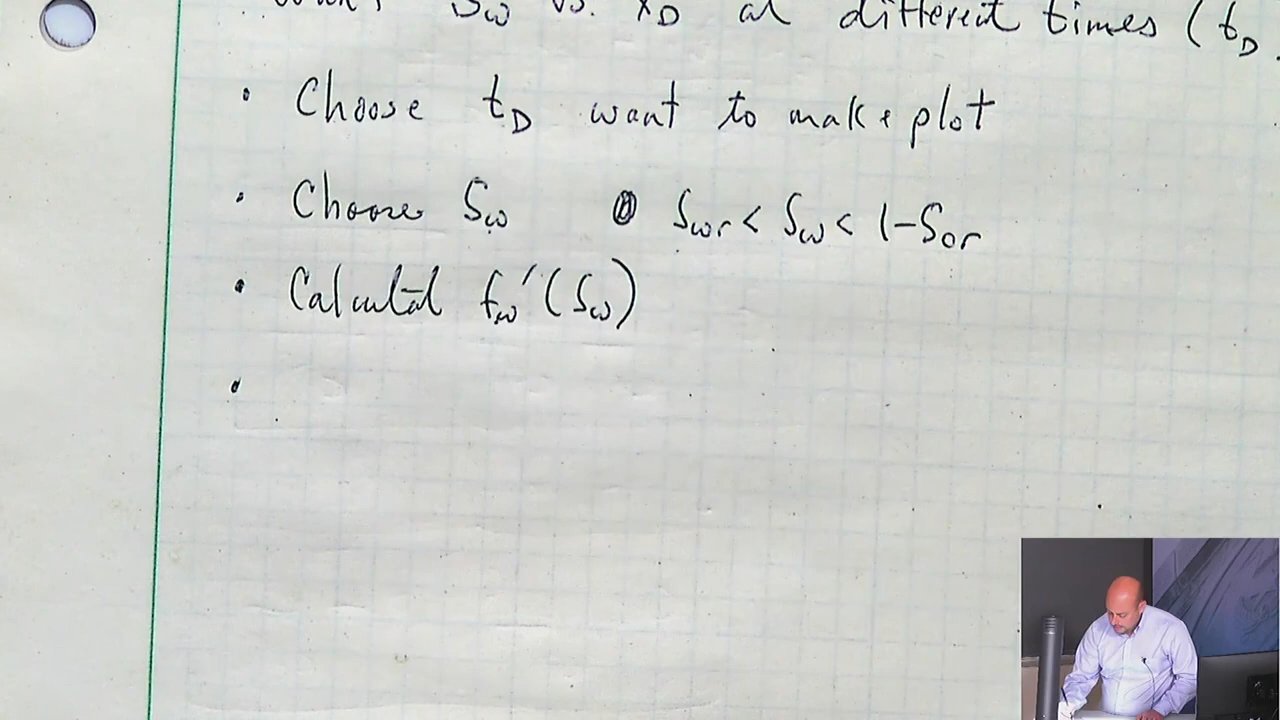 Want Sw vs. xD at different times (tD
• Choose tD want to make plot
• Choose Sw Swr < Sw < 1-Sor
• Calculate fw'(Sw)
•